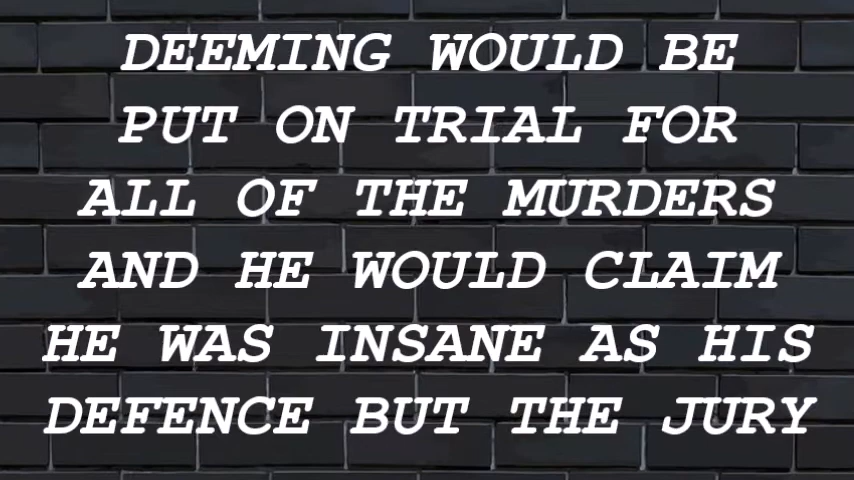 DEEMING WOULD BE
PUT ON TRIAL FOR
ALL OF THE MURDERS
AND HE WOULD CLAIM
HE WAS INSANE AS HIS
DEFENCE BUT THE JURY